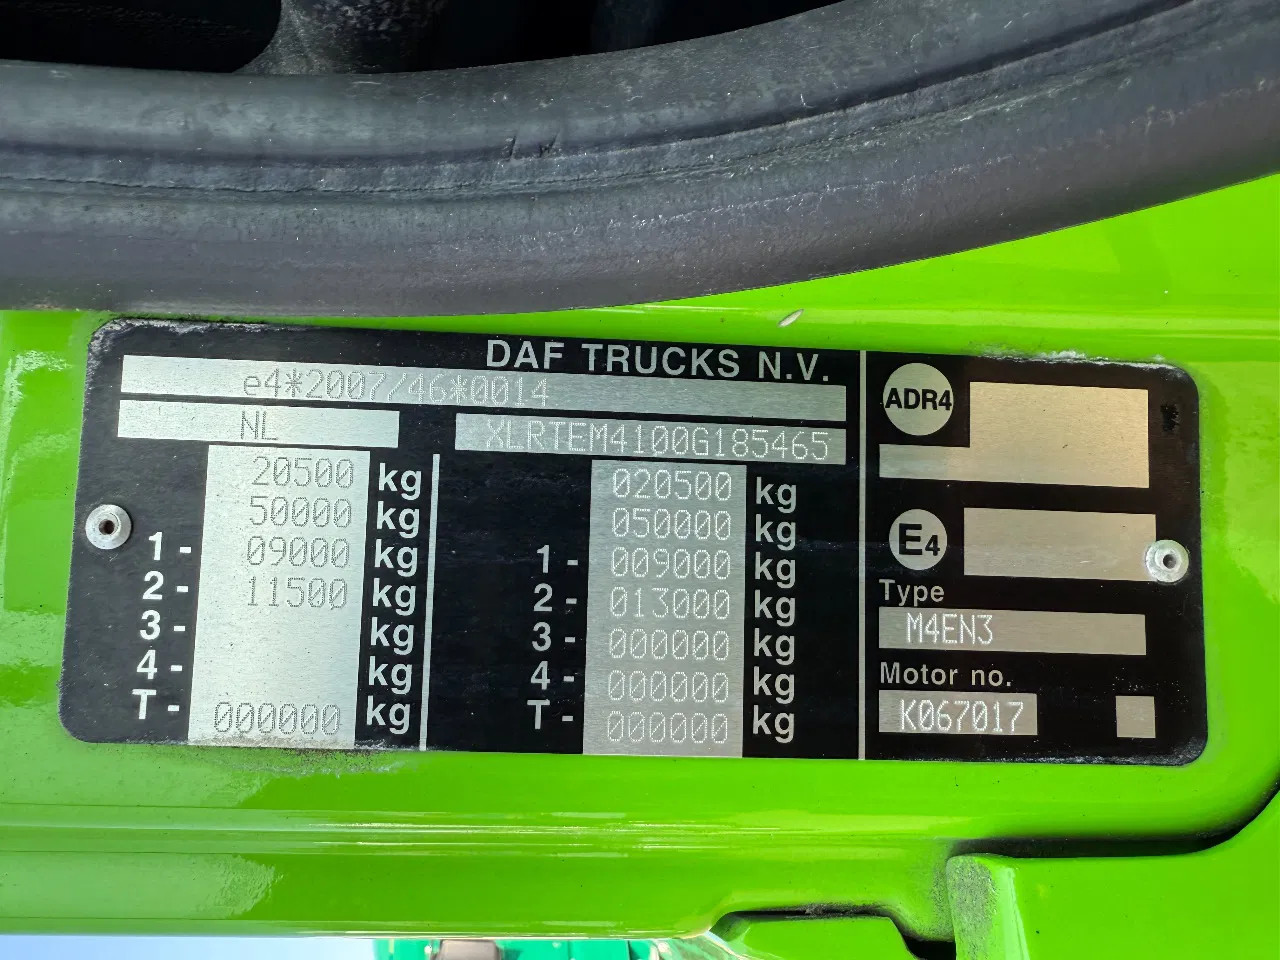 DAF TRUCKS N.V.
e4*2007/46*0014
NL
XLRTEM4100G185465
20500 kg
50000 kg
1 - 09000 kg
2 - 11500 kg
3 - kg
4 - kg
T - 000000 kg
020500 kg
050000 kg
1 - 009000 kg
2 - 013000 kg
3 - 000000 kg
4 - 000000 kg
T - 000000 kg
ADR4
E4
Type
M4EN3
Motor no.
K067017